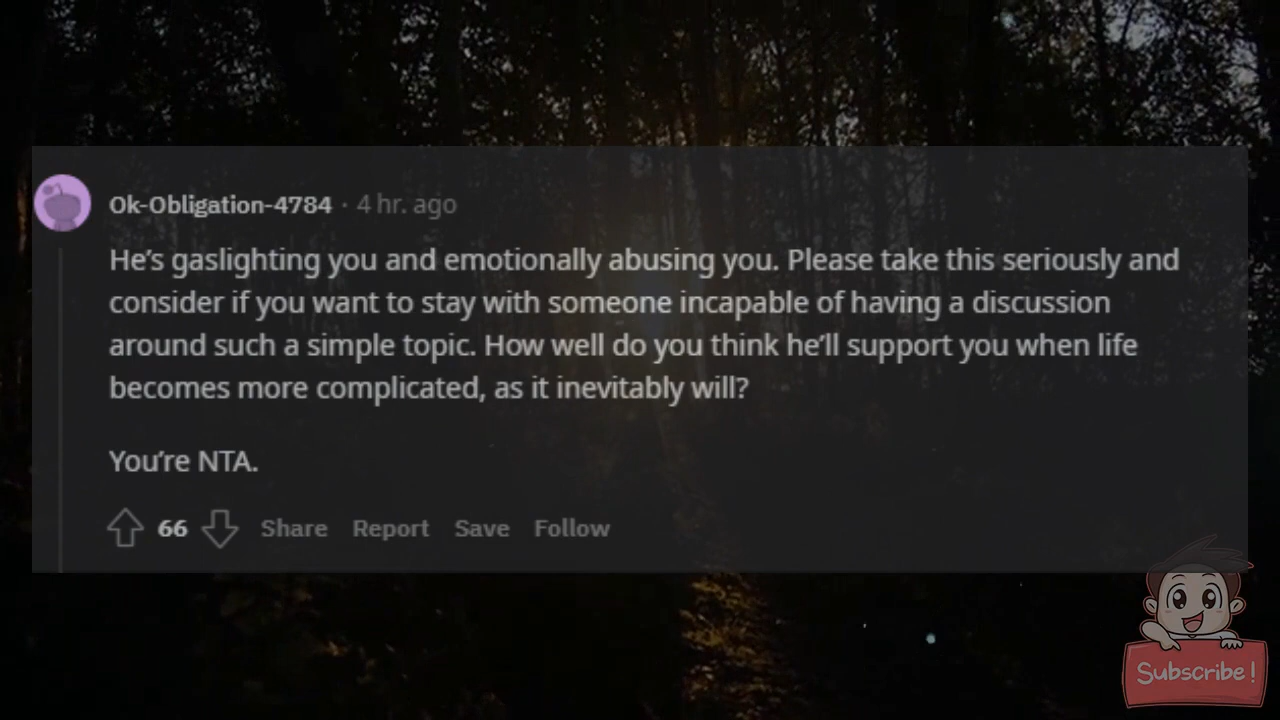 Ok-Obligation-4784 · 4 hr. ago
He’s gaslighting you and emotionally abusing you. Please take this seriously and
consider if you want to stay with someone incapable of having a discussion
around such a simple topic. How well do you think he’ll support you when life
becomes more complicated, as it inevitably will?
You’re NTA.
66 Share Report Save Follow
Subscribe!